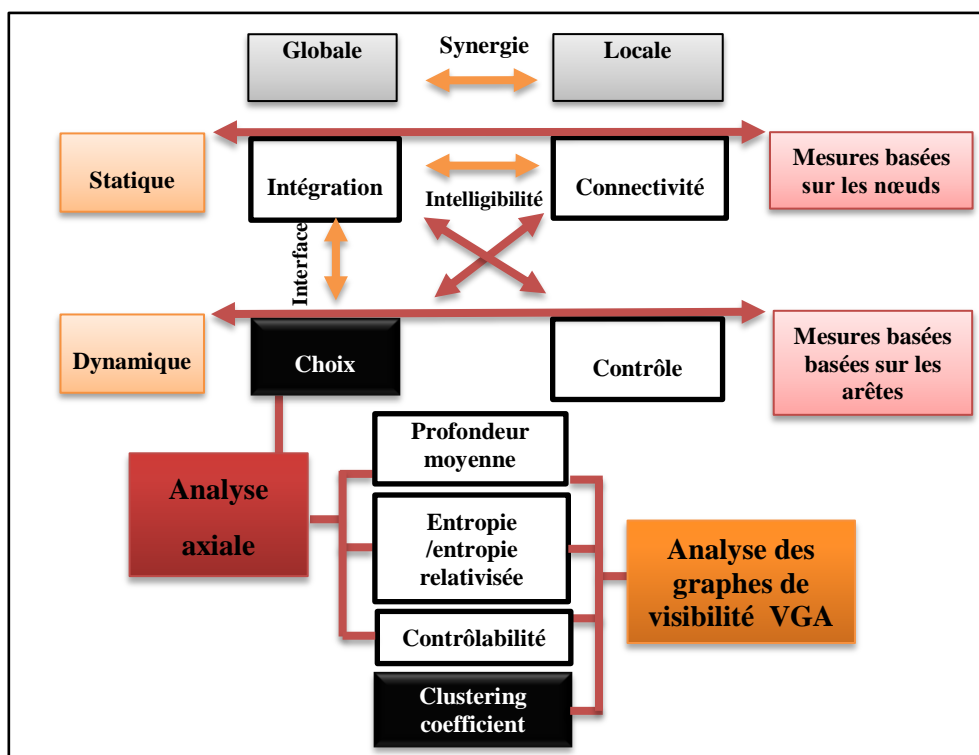 Globale
Synergie
Locale
Statique
Intégration
Intelligibilité
Connectivité
Mesures basées
sur les nœuds
Interface
Dynamique
Choix
Contrôle
Mesures basées
basées sur les
arêtes
Analyse
axiale
Profondeur
moyenne
Entropie
/entropie
relativisée
Contrôlabilité
Clustering
coefficient
Analyse des
graphes de
visibilité VGA